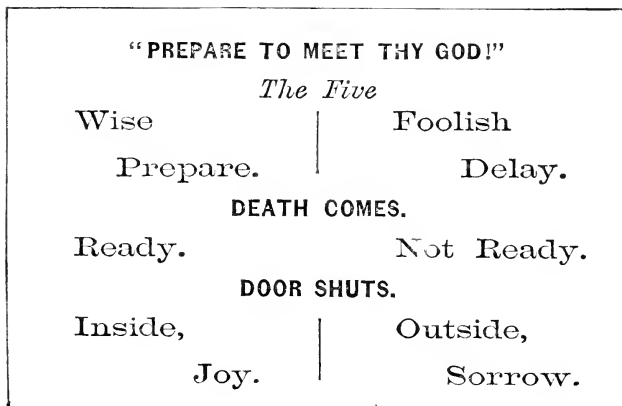 "PREPARE TO MEET THY GOD!"
The Five
Wise Foolish
Prepare. Delay.
DEATH COMES.
Ready. Not Ready.
DOOR SHUTS.
Inside, Outside,
Joy. Sorrow.